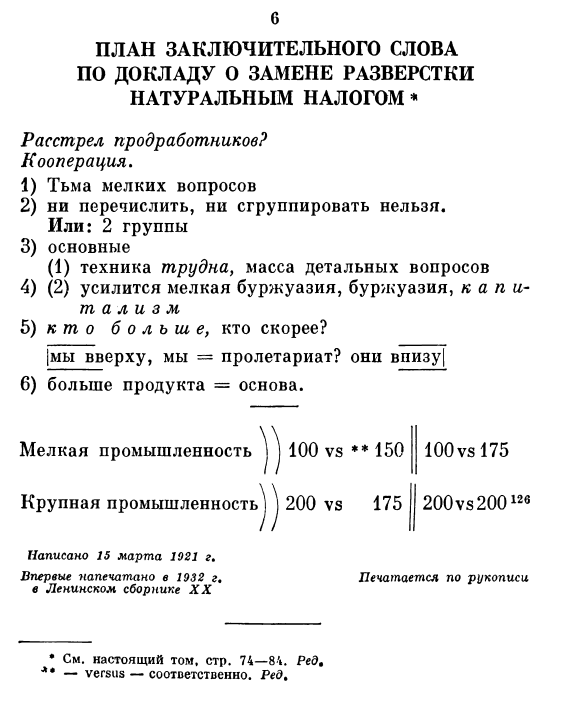 6
ПЛАН ЗАКЛЮЧИТЕЛЬНОГО СЛОВА
ПО ДОКЛАДУ О ЗАМЕНЕ РАЗВЕРСТКИ
НАТУРАЛЬНЫМ НАЛОГОМ *
Расстрел продработников?
Кооперация.
1) Тьма мелких вопросов
2) ни перечислить, ни сгруппировать нельзя.
Или: 2 группы
3) основные
(1) техника трудна, масса детальных вопросов
4) (2) усилится мелкая буржуазия, буржуазия, к а п и-
т а л и з м
5) к т о б о л ь ш е, кто скорее?
|мы вверху, мы = пролетариат? они внизу|
6) больше продукта = основа.
Мелкая промышленность )) 100 vs ** 150 || 100 vs 175
Крупная промышленность )) 200 vs 175 || 200 vs 200 126
Написано 15 марта 1921 г.
Впервые напечатано в 1932 г.
в Ленинском сборнике XX
Печатается по рукописи
* См. настоящий том, стр. 74—84. Ред.
** — versus — соответственно. Ред.